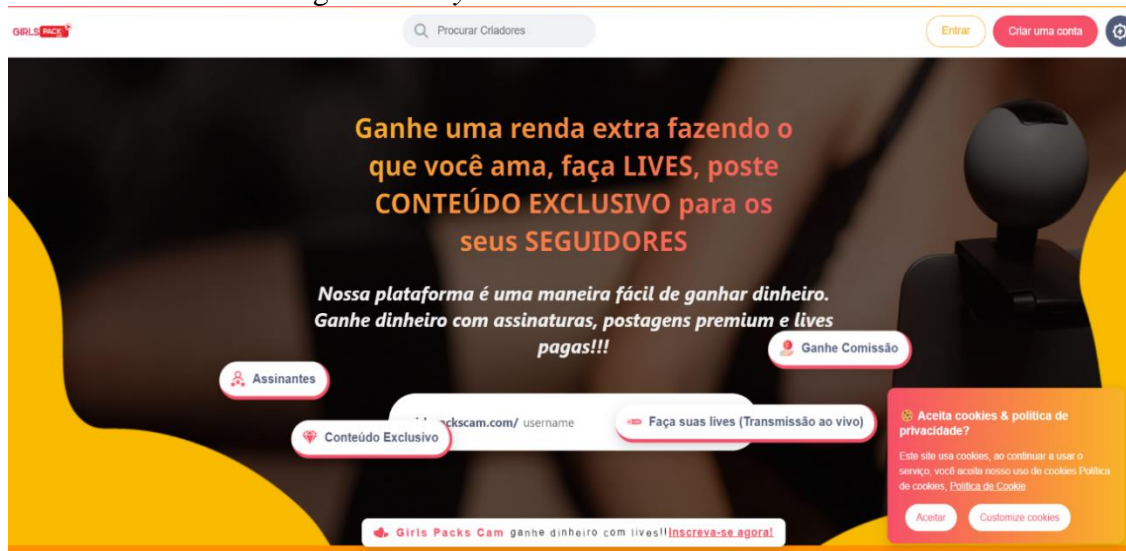 GIRLS PACK
Procurar Criadores
Entrar
Criar uma conta
Ganhe uma renda extra fazendo o
que você ama, faça LIVES, poste
CONTEÚDO EXCLUSIVO para os
seus SEGUIDORES
Nossa plataforma é uma maneira fácil de ganhar dinheiro.
Ganhe dinheiro com assinaturas, postagens premium e lives
pagas!!!
Ganhe Comissão
Assinantes
ckscam.com/ username
Faça suas lives (Transmissão ao vivo)
Conteúdo Exclusivo
Aceita cookies & politica de
privacidade?
Este site usa cookies, ao continuar a usar o
serviço, você aceita nosso uso de cookies Política
de cookies, Política de Cookie
Aceitar
Customize cookies
Girls Packs Cam ganhe dinheiro com lives!!Inscreva-se agora!